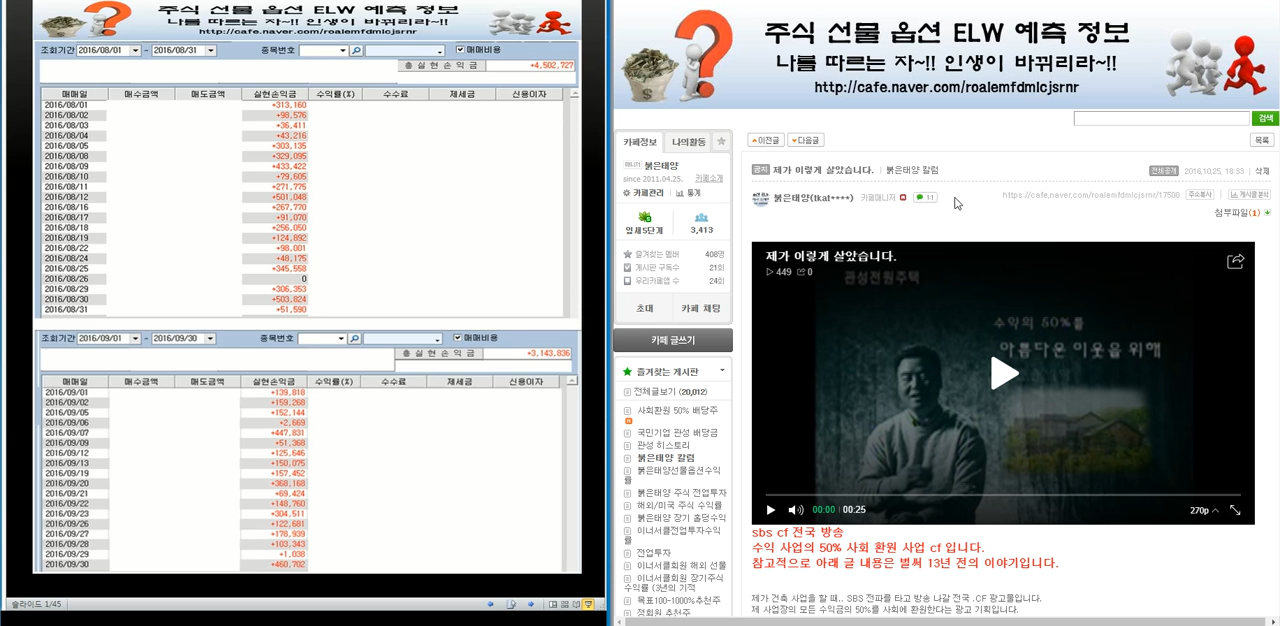 주식 선물 옵션 ELW 예측 정보
나를 따르는 자~!! 인생이 바뀌리라~!!
http://cafe.naver.com/roalemfdmlcjsrnr
조회기간 2016/08/01 ~ 2016/08/31 종목번호 매매비용
총실현손익금 +4,502,727
매매일 매수금액 매도금액 실현손익금 수익률(%) 수수료 제세금 신용이자
2016/08/01 +313,160
2016/08/02 +98,576
2016/08/03 +36,411
2016/08/04 +43,216
2016/08/05 +303,135
2016/08/08 +329,095
2016/08/09 +433,422
2016/08/10 +79,605
2016/08/11 +271,775
2016/08/12 +501,048
2016/08/16 +267,770
2016/08/17 +91,070
2016/08/18 +256,050
2016/08/19 +124,892
2016/08/22 +98,001
2016/08/24 +48,175
2016/08/25 +345,558
2016/08/26 0
2016/08/29 +306,353
2016/08/30 +503,824
2016/08/31 +51,590
조회기간 2016/09/01 ~ 2016/09/30 종목번호 매매비용
총실현손익금 +3,143,836
매매일 매수금액 매도금액 실현손익금 수익률(%) 수수료 제세금 신용이자
2016/09/01 +139,818
2016/09/02 +159,268
2016/09/05 +152,144
2016/09/06 +2,669
2016/09/07 +447,831
2016/09/09 +51,368
2016/09/12 +125,646
2016/09/13 +150,075
2016/09/19 +157,452
2016/09/20 +368,168
2016/09/21 +69,424
2016/09/22 +148,760
2016/09/23 +304,511
2016/09/26 +122,681
2016/09/27 +178,939
2016/09/28 +103,343
2016/09/29 +1,038
2016/09/30 +460,702
슬라이드 1/45
주식 선물 옵션 ELW 예측 정보
나를 따르는 자~!! 인생이 바뀌리라~!!
http://cafe.naver.com/roalemfdmlcjsrnr
검색
카페정보 나의활동
매니저 붉은태양
since 2011.04.25. 카페소개
카페관리 통계
잎새5단계 3,413
즐겨찾는 멤버 408명
게시판 구독수 21회
우리카페앱 수 24회
초대 카페 채팅
카페 글쓰기
즐겨찾는 게시판
전체글보기 (20,012)
사회환원 50% 배당주
국민기업 관성 배당금
관성 히스토리
붉은태양 칼럼
붉은태양선물옵션수익
률
붉은태양 주식 전업투자
해외/미국 주식 수익률
붉은태양 장기 홀딩수익
이너서클전업투자수익
률
전업투자
이너서클회원 해외 선물
이너서클회원 장기주식
수익률 (3년의 기적
목표100-1000%추천주
정회원 추천주
이전글 다음글 목록
공지 제가 이렇게 살았습니다. | 붉은태양 칼럼 전체공개 2016.10.25. 18:33 | 삭제
붉은태양(tkat****) 카페매니저 11 https://cafe.naver.com/roalemfdmlcjsrnr/17580 주소복사 게시글 분석
첨부파일(1)
제가 이렇게 살았습니다.
449 0
관성전원주택
수익의 50%를
아름다운 이웃을 위해
00:00 00:25 270p
sbs cf 전국 방송
수익 사업의 50% 사회 환원 사업 cf 입니다.
참고적으로 아래 글 내용은 벌써 13년 전의 이야기입니다.
제가 건축 사업을 할 때.. SBS 전파를 타고 방송 나갈 전국 .CF 광고물입니다.
제 사업장의 모든 수익금의 50%를 사회에 환원한다는 광고 기획입니다.